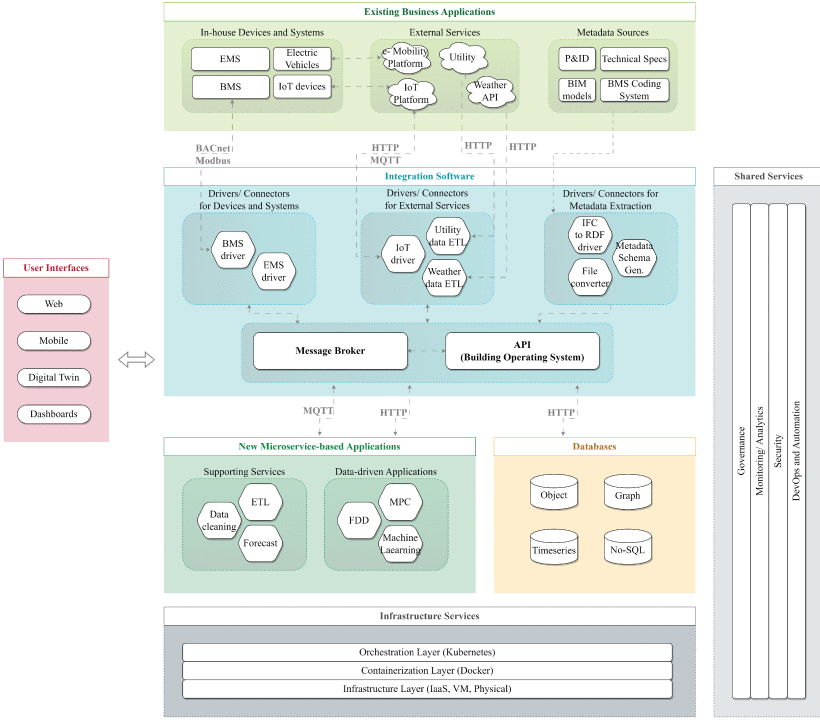 Existing Business Applications
In-house Devices and Systems
External Services
Metadata Sources
EMS
Electric
Vehicles
BMS
IoT devices
e- Mobility
Platform
Utility
IoT
Platform
Weather
API
P&ID
Technical Specs
BIM
models
BMS Coding
System
BACnet
Modbus
HTTP
MQTT
HTTP
HTTP
Integration Software
Drivers/ Connectors
for Devices and Systems
Drivers/ Connectors
for External Services
Drivers/ Connectors for
Metadata Extraction
BMS
driver
EMS
driver
IoT
driver
Utility
data ETL
Weather
data ETL
IFC
to RDF
driver
Metadata
Schema
Gen.
File
converter
Message Broker
API
(Building Operating System)
User Interfaces
Web
Mobile
Digital Twin
Dashboards
MQTT
HTTP
HTTP
New Microservice-based Applications
Supporting Services
Data-driven Applications
Data
cleaning
ETL
Forecast
FDD
MPC
Machine
Laearning
Databases
Object
Graph
Timeseries
No-SQL
Infrastructure Services
Orchestration Layer (Kubernetes)
Containerization Layer (Docker)
Infrastructure Layer (IaaS, VM, Physical)
Shared Services
Governance
Monitoring/ Analytics
Security
DevOps and Automation